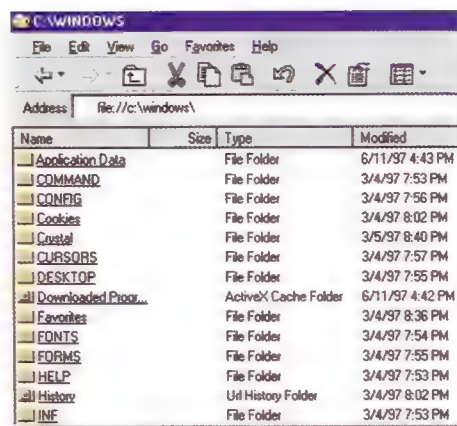 C:\WINDOWS
File Edit View Go Favorites Help
Address file://c:\windows\
Name Size Type Modified
Application Data File Folder 6/11/97 4:43 PM
COMMAND File Folder 3/4/97 7:53 PM
CONFIG File Folder 3/4/97 7:56 PM
Cookies File Folder 3/4/97 8:02 PM
Crystal File Folder 3/5/97 8:40 PM
CURSORS File Folder 3/4/97 7:57 PM
DESKTOP File Folder 3/4/97 7:55 PM
Downloaded Progr... ActiveX Cache Folder 6/11/97 4:42 PM
Favorites File Folder 3/4/97 8:36 PM
FONTS File Folder 3/4/97 7:54 PM
FORMS File Folder 3/4/97 7:55 PM
HELP File Folder 3/4/97 7:53 PM
History Url History Folder 3/4/97 8:02 PM
INF File Folder 3/4/97 7:53 PM